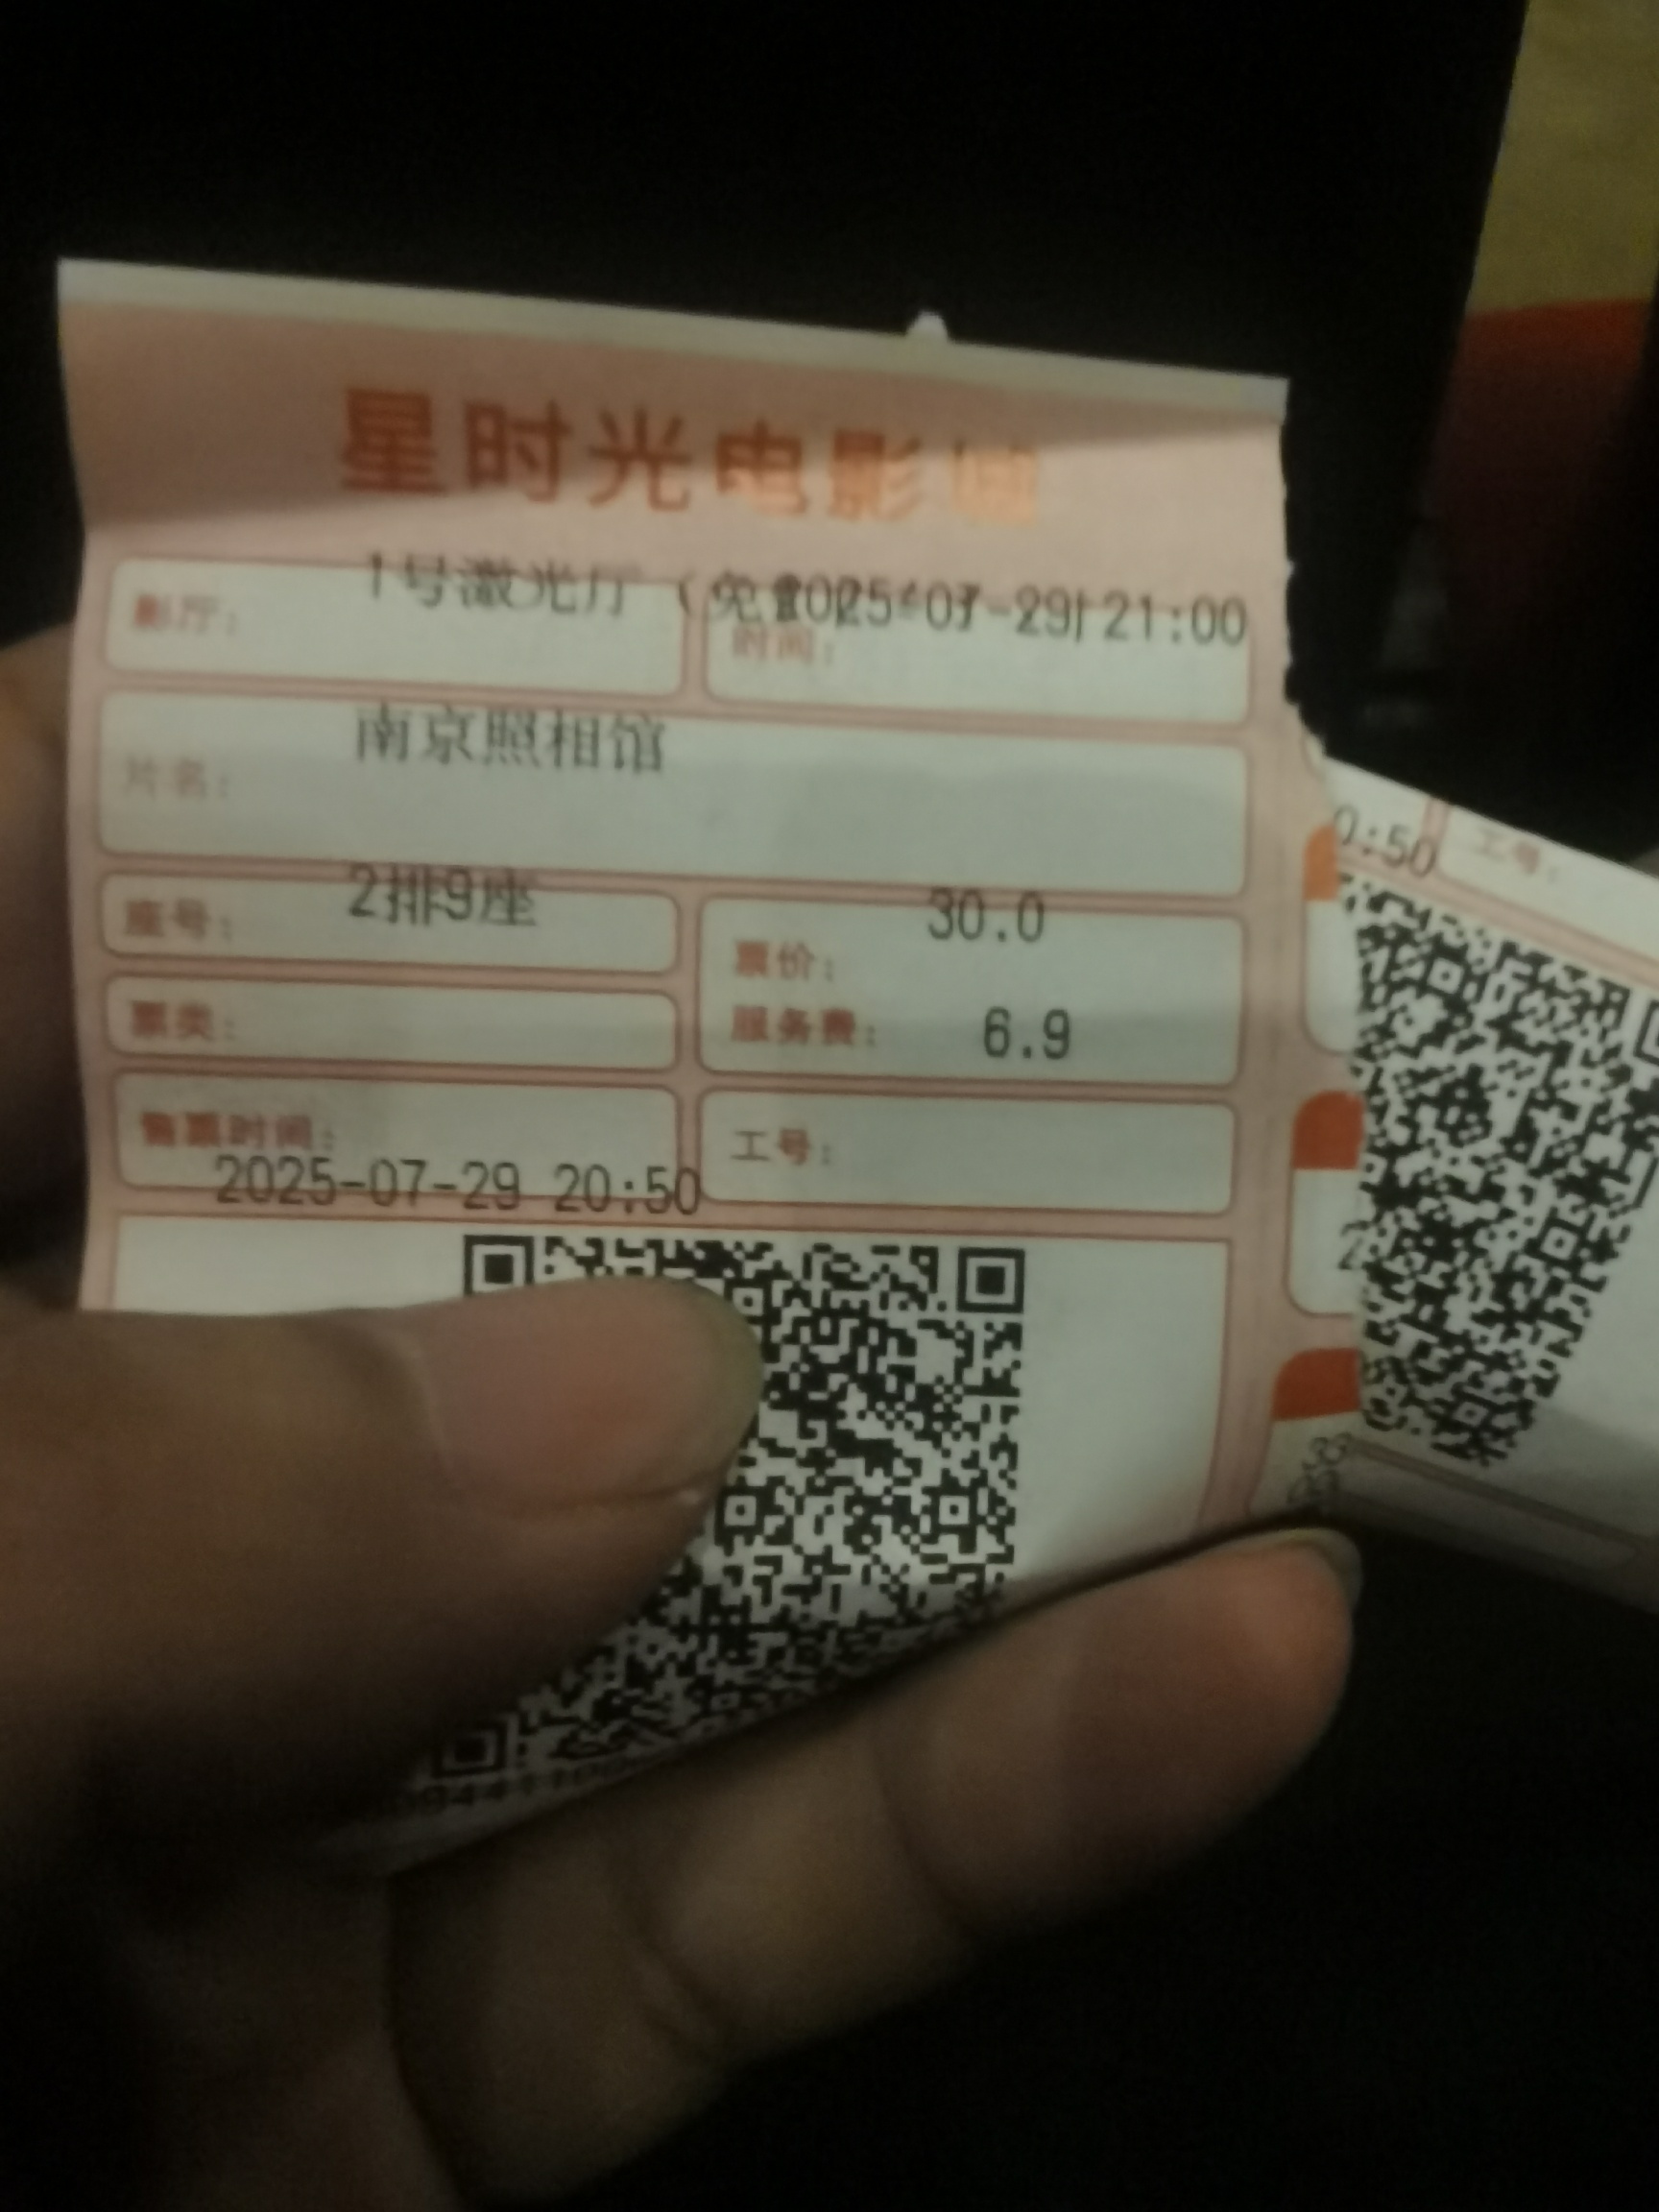 星时光电影城
影厅： 1号激光厅（免
时间： 2025-07-29 21:00
片名： 南京照相馆
座号： 2排9座
票价： 30.0
票类：
服务费： 6.9
售票时间：
2025-07-29 20:50
工号：
0:50
工号：